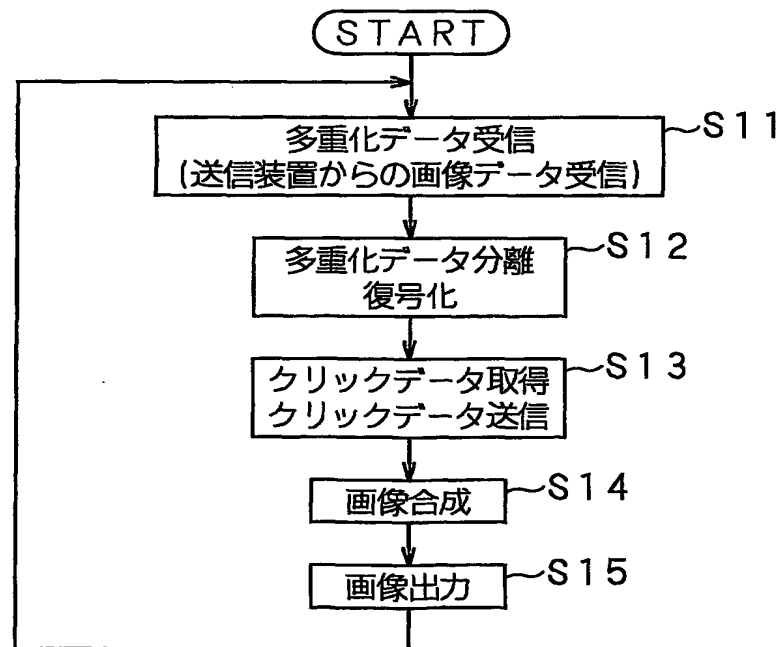 START
多重化データ受信
(送信装置からの画像データ受信)
S11
多重化データ分離
復号化
S12
クリックデータ取得
クリックデータ送信
S13
画像合成
S14
画像出力
S15